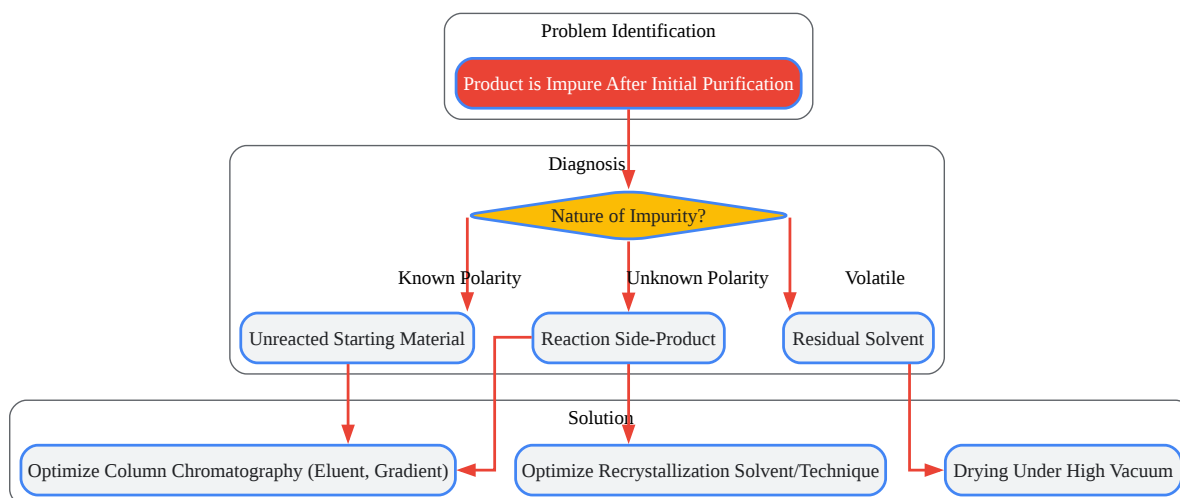 Problem Identification
Product is Impure After Initial Purification
Diagnosis
Nature of Impurity?
Known Polarity
Unknown Polarity
Volatile
Unreacted Starting Material
Reaction Side-Product
Residual Solvent
Solution
Optimize Column Chromatography (Eluent, Gradient)
Optimize Recrystallization Solvent/Technique
Drying Under High Vacuum